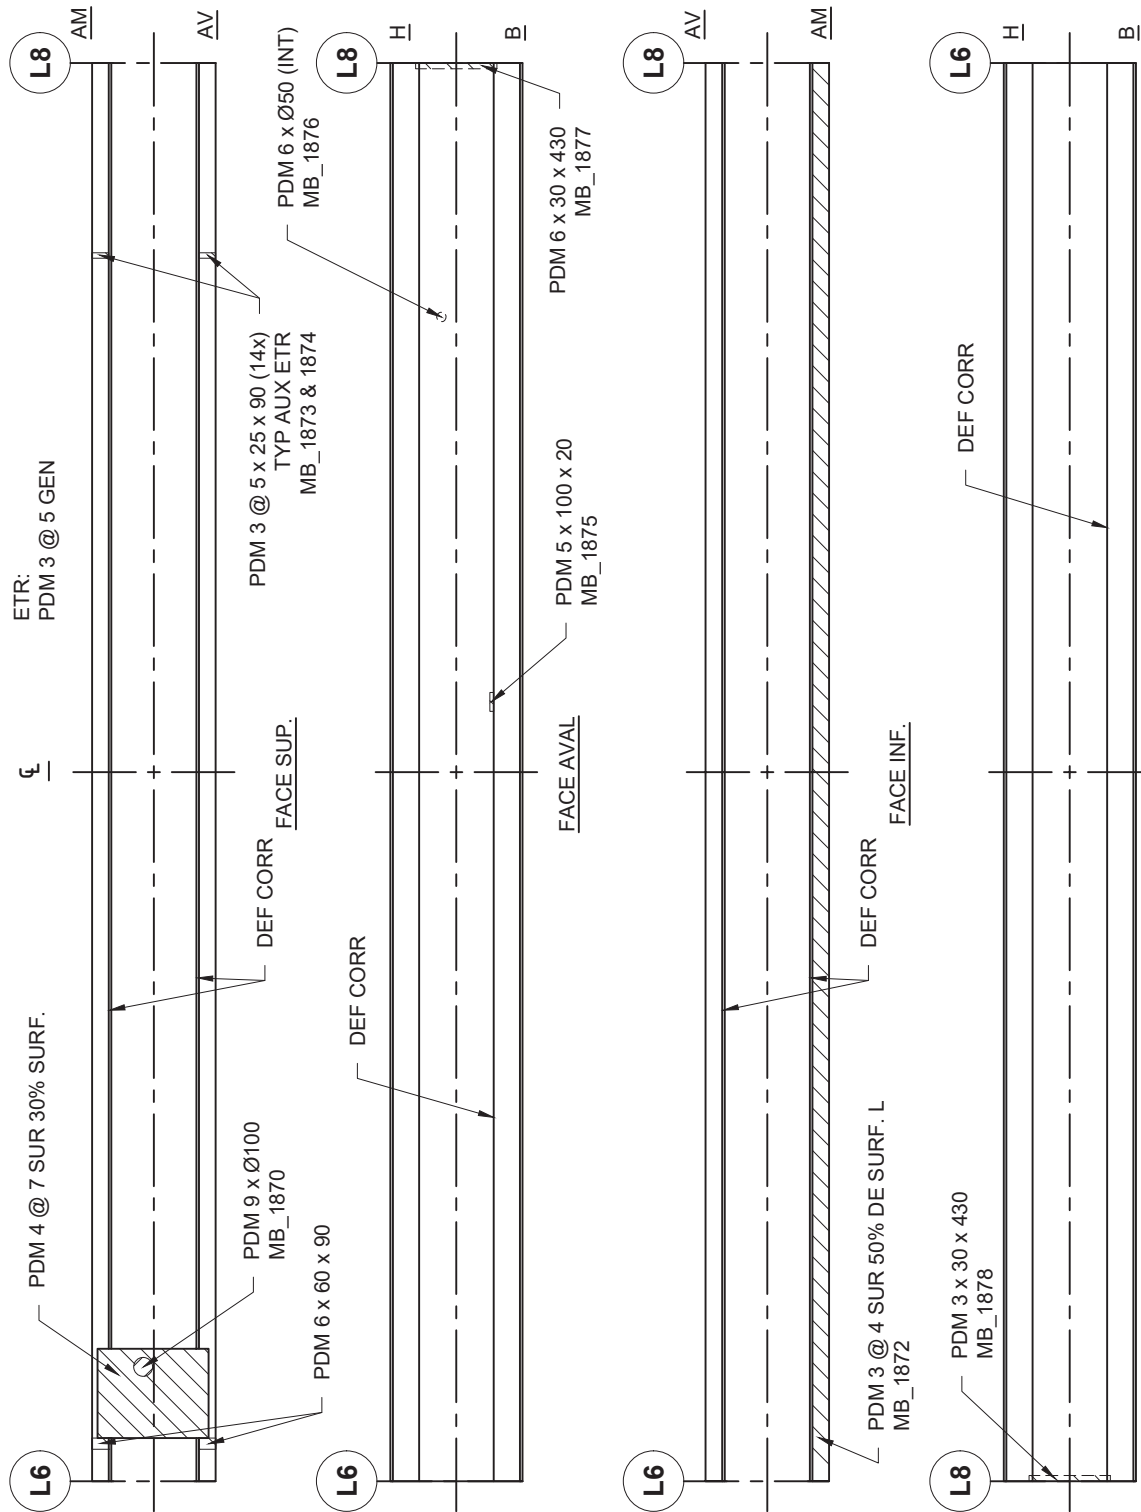 ETR:
PDM 3 @ 5 GEN
℄
L6
L8
AM
AV
PDM 4 @ 7 SUR 30% SURF.
PDM 9 x Ø100
MB_1870
PDM 6 x 60 x 90
DEF CORR
FACE SUP.
PDM 3 @ 5 x 25 x 90 (14x)
TYP AUX ETR
MB_1873 & 1874
L6
L8
H
B
DEF CORR
PDM 6 x Ø50 (INT)
MB_1876
PDM 5 x 100 x 20
MB_1875
PDM 6 x 30 x 430
MB_1877
FACE AVAL
L6
L8
AV
AM
PDM 3 @ 4 SUR 50% DE SURF. L
MB_1872
DEF CORR
FACE INF.
L8
L6
H
B
PDM 3 x 30 x 430
MB_1878
DEF CORR